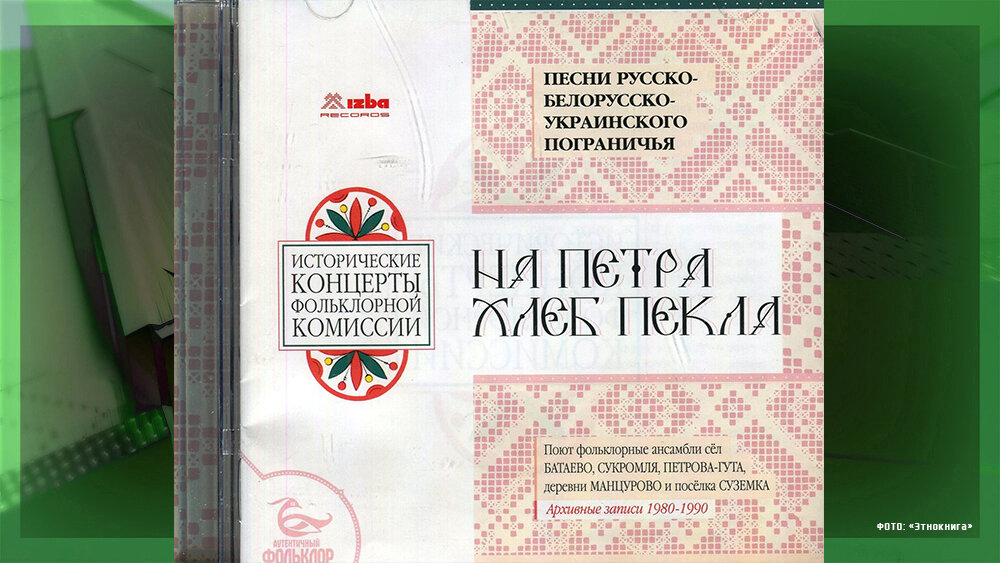 izba
RECORDS
ПЕСНИ РУССКО-
БЕЛОРУССКО-
УКРАИНСКОГО
ПОГРАНИЧЬЯ
ИСТОРИЧЕСКИЕ
КОНЦЕРТЫ
ФОЛЬКЛОРНОЙ
КОМИССИИ
НА ПЕТРА
ХЛЕБ ПЕКЛА
Поют фольклорные ансамбли сёл
БАТАЕВО, СУКРОМЛЯ, ПЕТРОВА-ГУТА,
деревни МАНЦУРОВО и посёлка СУЗЕМКА
Архивные записи 1980-1990
АУТЕНТИЧНЫЙ
ФОЛЬКЛОР
ФОТО: «Этнокнига»